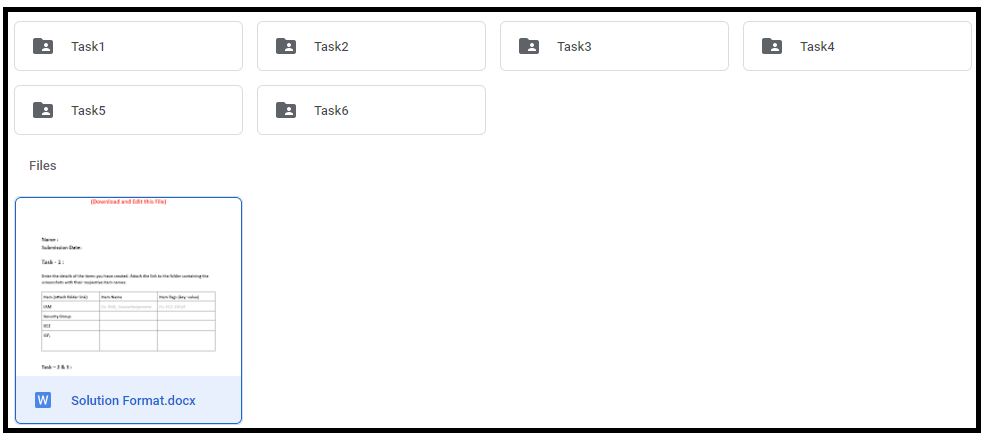 Task1 Task2 Task3 Task4
Task5 Task6
Files
(Download and Edit this File)
Name :
Submission Date:
Task - 1 :
Enter the details of the items you have created. Attach the link to the folder containing the
screenshots with their respective item names.
Item (attach folder link) Item Name Item Tags (key: value)
IAM
Security Group
EC2
Task – 2 & 3 :
W Solution Format.docx